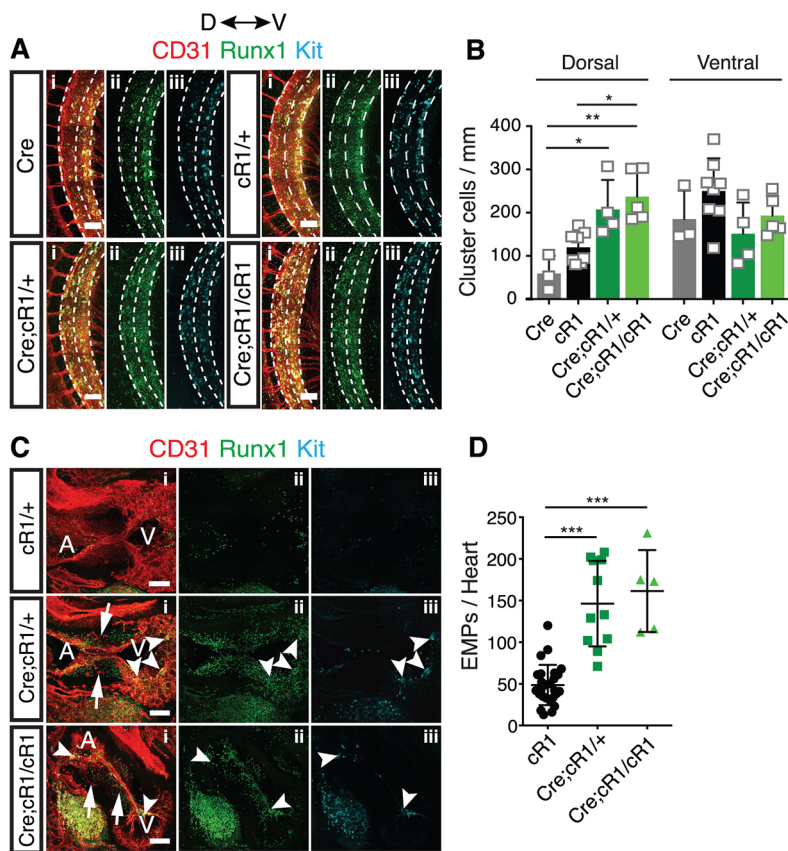 D V
A CD31 Runx1 Kit
Cre i ii iii cR1/+ i ii iii
Cre;cR1/+ i ii iii Cre;cR1/cR1 i ii iii
B
Dorsal Ventral
*
**
*
Cluster cells / mm
400
300
200
100
0
Cre cR1 Cre;cR1/+ Cre;cR1/cR1 Cre cR1 Cre;cR1/+ Cre;cR1/cR1
C CD31 Runx1 Kit
cR1/+ i ii iii
A V
Cre;cR1/+ i ii iii
A V
Cre;cR1/cR1 i ii iii
A
V
D
***
***
EMPs / Heart
250
200
150
100
50
0
cR1 Cre;cR1/+ Cre;cR1/cR1